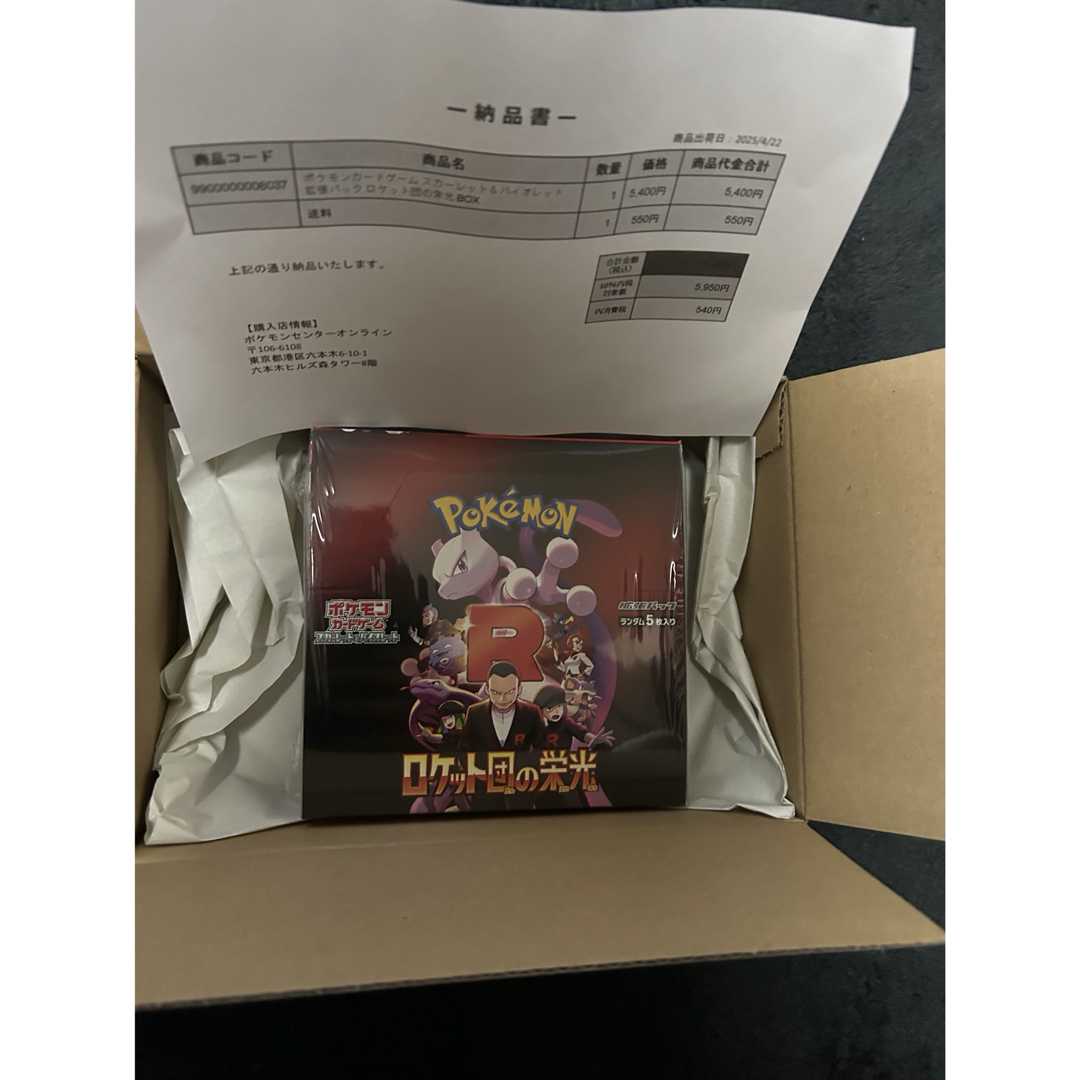 ー納品書ー
商品出荷日：2025/4/22
商品コード 商品名 数量 価格 商品代金合計
9900000006037 ポケモンカードゲーム スカーレット＆バイオレット
拡張パック ロケット団の栄光 BOX 1 5,400円 5,400円
送料 1 550円 550円
上記の通り納品いたします。
合計金額
(税込)
10%内税
対象額 5,950円
内消費税 540円
【購入店情報】
ポケモンセンターオンライン
〒106-6108
東京都港区六本木6-10-1
六本木ヒルズ森タワー8階
POKéMON
ポケモン
カードゲーム
スカーレット&バイオレット
拡張パック
ランダム5枚入り
R
R
R
ロケット団の栄光